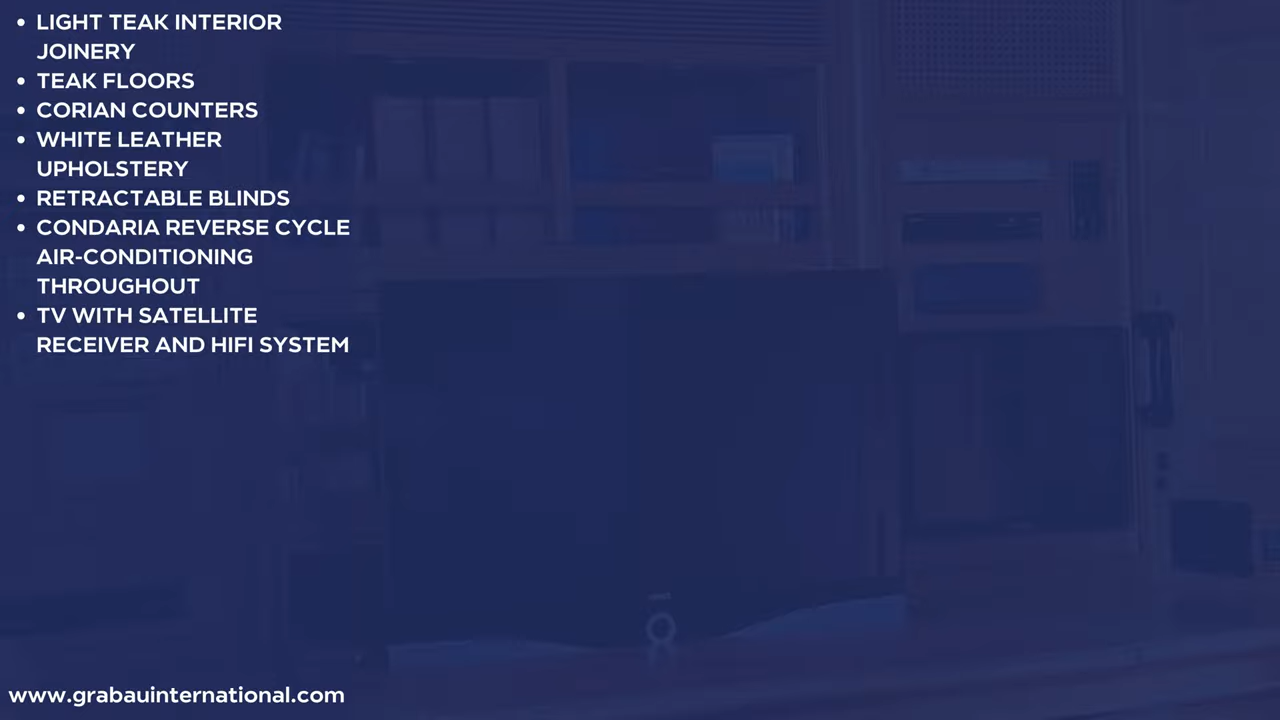 • LIGHT TEAK INTERIOR
JOINERY
• TEAK FLOORS
• CORIAN COUNTERS
• WHITE LEATHER
UPHOLSTERY
• RETRACTABLE BLINDS
• CONDARIA REVERSE CYCLE
AIR-CONDITIONING
THROUGHOUT
• TV WITH SATELLITE
RECEIVER AND HIFI SYSTEM
www.grabauinternational.com